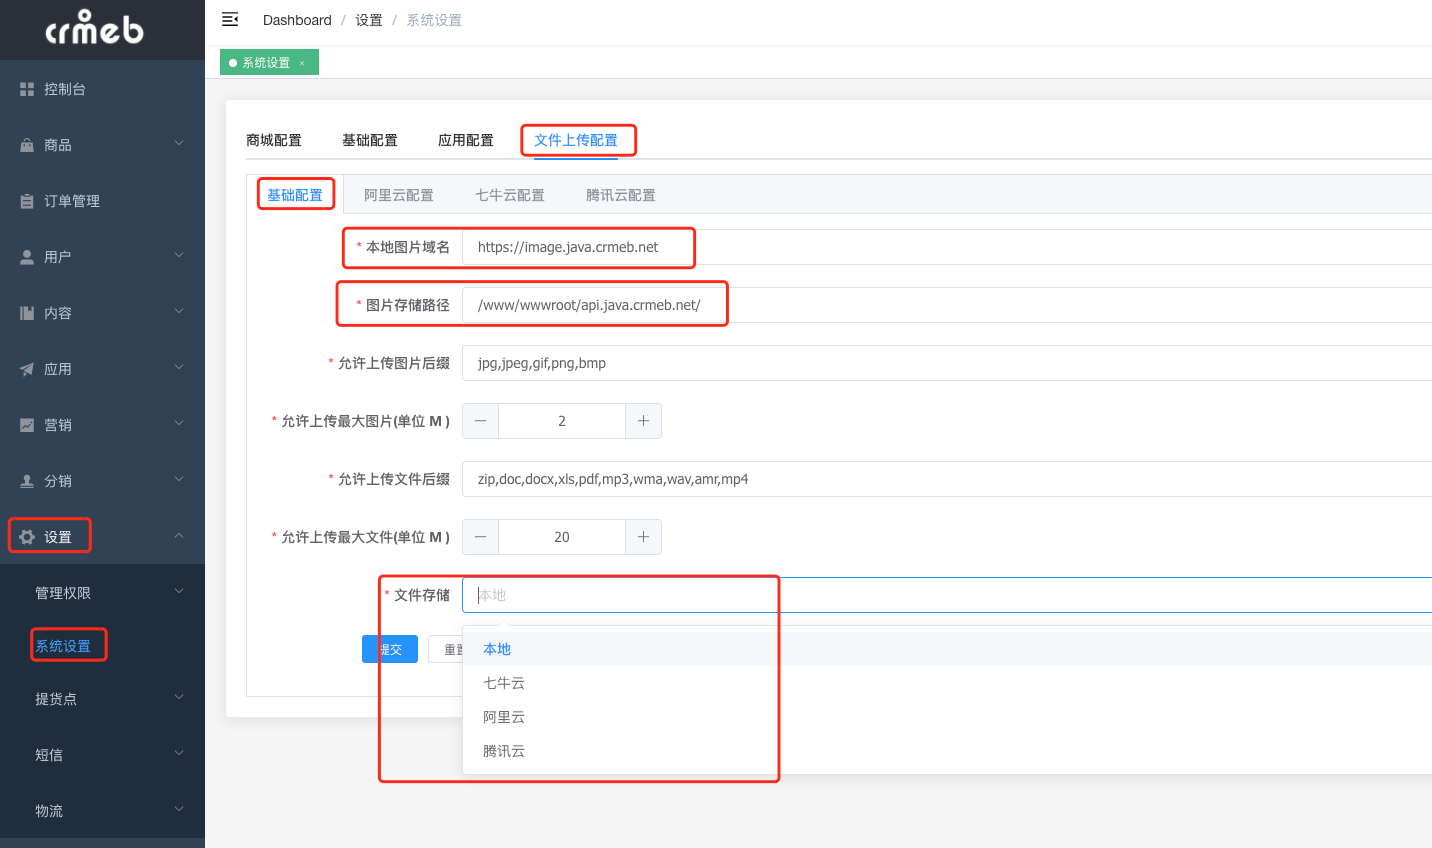 crmeb
控制台
商品
订单管理
用户
内容
应用
营销
分销
设置
管理权限
系统设置
提货点
短信
物流
Dashboard / 设置 / 系统设置
系统设置 ×
商城配置 基础配置 应用配置 文件上传配置
基础配置 阿里云配置 七牛云配置 腾讯云配置
* 本地图片域名 https://image.java.crmeb.net
* 图片存储路径 /www/wwwroot/api.java.crmeb.net/
* 允许上传图片后缀 jpg,jpeg,gif,png,bmp
* 允许上传最大图片(单位 M ) — 2 +
* 允许上传文件后缀 zip,doc,docx,xls,pdf,mp3,wma,wav,amr,mp4
* 允许上传最大文件(单位 M ) — 20 +
* 文件存储 本地
提交 重置
本地
七牛云
阿里云
腾讯云